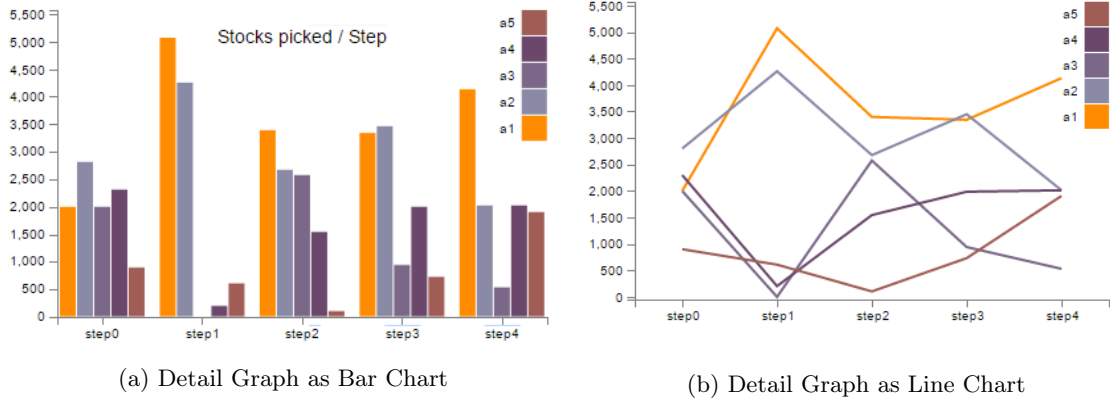 5,500
5,000
4,500
4,000
3,500
3,000
2,500
2,000
1,500
1,000
500
0
Stocks picked / Step
a5
a4
a3
a2
a1
step0 step1 step2 step3 step4
(a) Detail Graph as Bar Chart
5,500
5,000
4,500
4,000
3,500
3,000
2,500
2,000
1,500
1,000
500
0
a5
a4
a3
a2
a1
step0 step1 step2 step3 step4
(b) Detail Graph as Line Chart